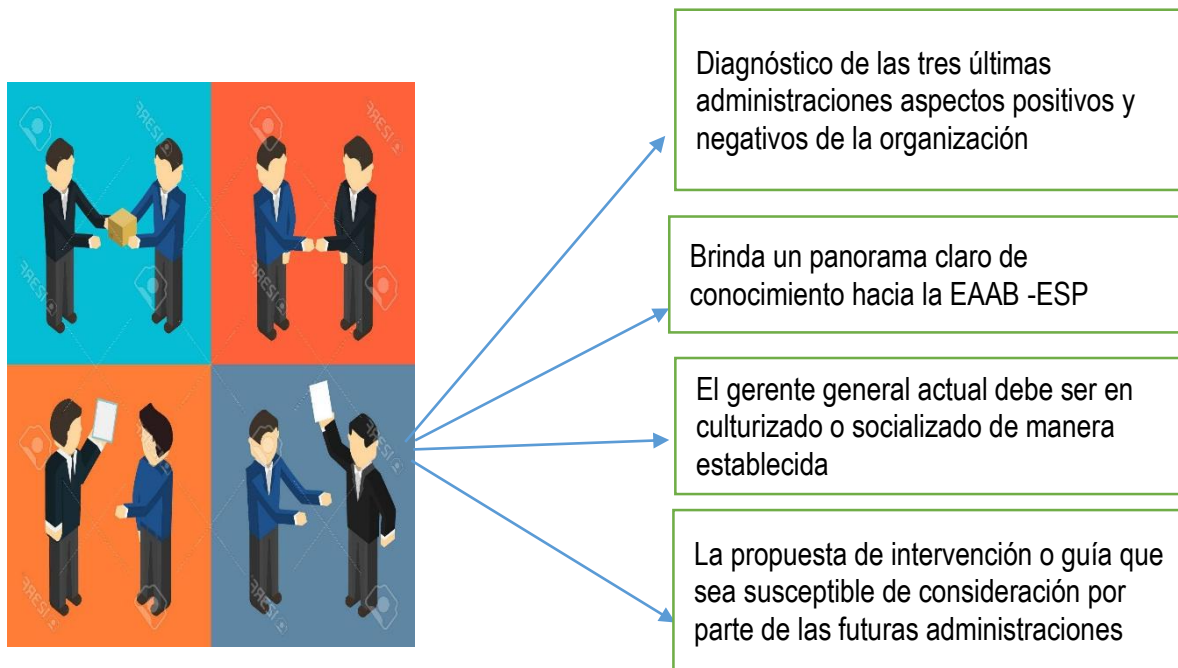 Diagnóstico de las tres últimas
administraciones aspectos positivos y
negativos de la organización
Brinda un panorama claro de
conocimiento hacia la EAAB -ESP
El gerente general actual debe ser en
culturizado o socializado de manera
establecida
La propuesta de intervención o guía que
sea susceptible de consideración por
parte de las futuras administraciones